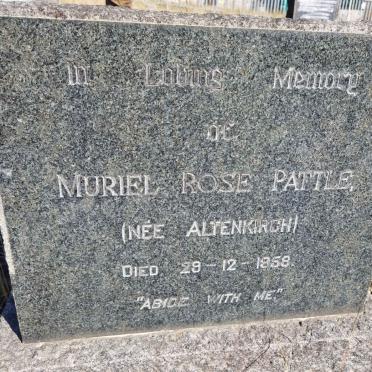 In Loving Memory
of
MURIEL ROSE PATTLE,
(NÉE ALTENKIRCH)
DIED 29-12-1958.
"ABIDE WITH ME."